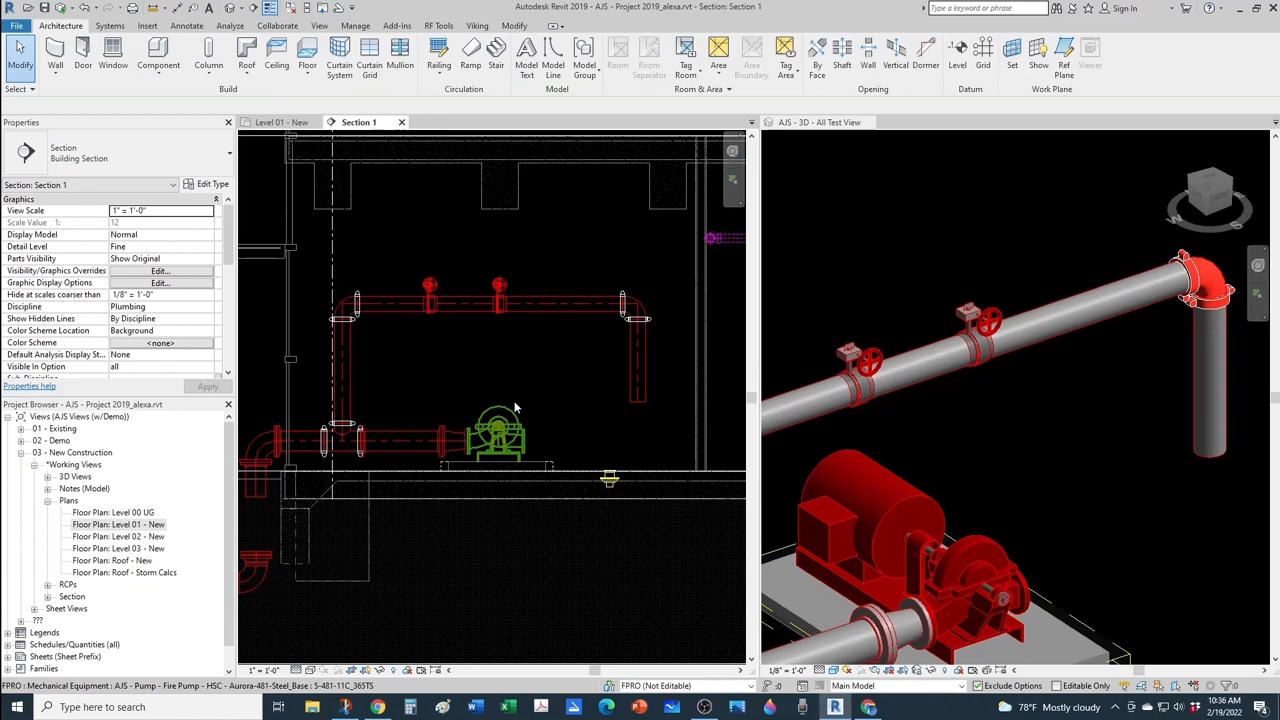 Autodesk Revit 2019 - AJS - Project 2019_alexa.rvt - Section: Section 1
Type a keyword or phrase
Sign In
File Architecture Systems Insert Annotate Analyze Collaborate View Manage Add-Ins RF Tools Viking Modify
Modify Wall Door Window Component Column Roof Ceiling Floor Curtain System Curtain Grid Mullion Railing Ramp Stair Model Text Model Line Model Group Room Room Separator Tag Room Area Area Boundary Tag Area By Face Shaft Wall Vertical Dormer Level Grid Set Show Ref Plane Viewer
Select Build Circulation Model Room & Area Opening Datum Work Plane
Properties
Level 01 - New
Section 1
AJS - 3D - All Test View
Section
Building Section
Section: Section 1
Edit Type
Graphics
View Scale 1" = 1'-0"
Scale Value 1: 12
Display Model Normal
Detail Level Fine
Parts Visibility Show Original
Visibility/Graphics Overrides Edit...
Graphic Display Options Edit...
Hide at scales coarser than 1/8" = 1'-0"
Discipline Plumbing
Show Hidden Lines By Discipline
Color Scheme Location Background
Color Scheme <none>
Default Analysis Display St... None
Visible In Option all
Properties help
Apply
Project Browser - AJS - Project 2019_alexa.rvt
Views (AJS Views (w/Demo))
01 - Existing
02 - Demo
03 - New Construction
*Working Views
3D Views
Notes (Model)
Plans
Floor Plan: Level 00 UG
Floor Plan: Level 01 - New
Floor Plan: Level 02 - New
Floor Plan: Level 03 - New
Floor Plan: Roof - New
Floor Plan: Roof - Storm Calcs
RCPs
Section
Sheet Views
???
Legends
Schedules/Quantities (all)
Sheets (Sheet Prefix)
Families
FRONT
W
S
1" = 1'-0"
1/8" = 1'-0"
FPRO : Mechanical Equipment : AJS - Pump - Fire Pump - HSC - Aurora-481-Steel_Base : 5-481-11C_365TS
FPRO (Not Editable)
:0
Main Model
Exclude Options
Editable Only
:0
Type here to search
78°F Mostly cloudy
10:36 AM
2/19/2022